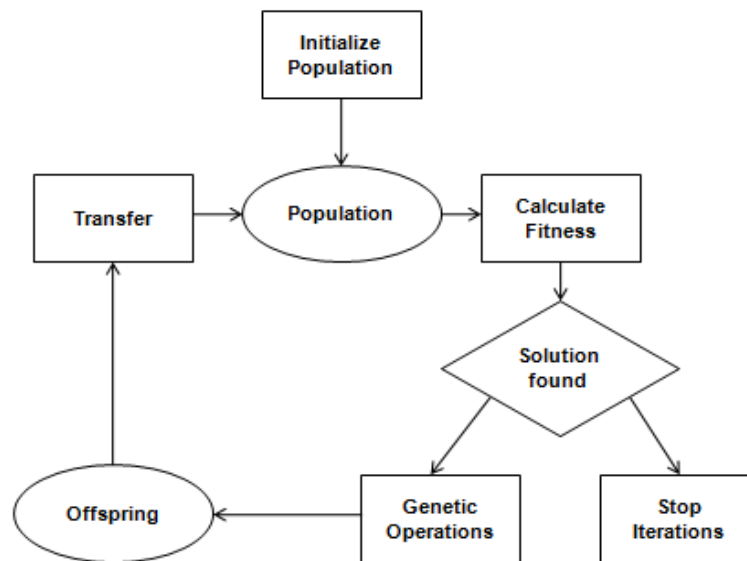 Initialize
Population
Transfer
Population
Calculate
Fitness
Solution
found
Offspring
Genetic
Operations
Stop
Iterations